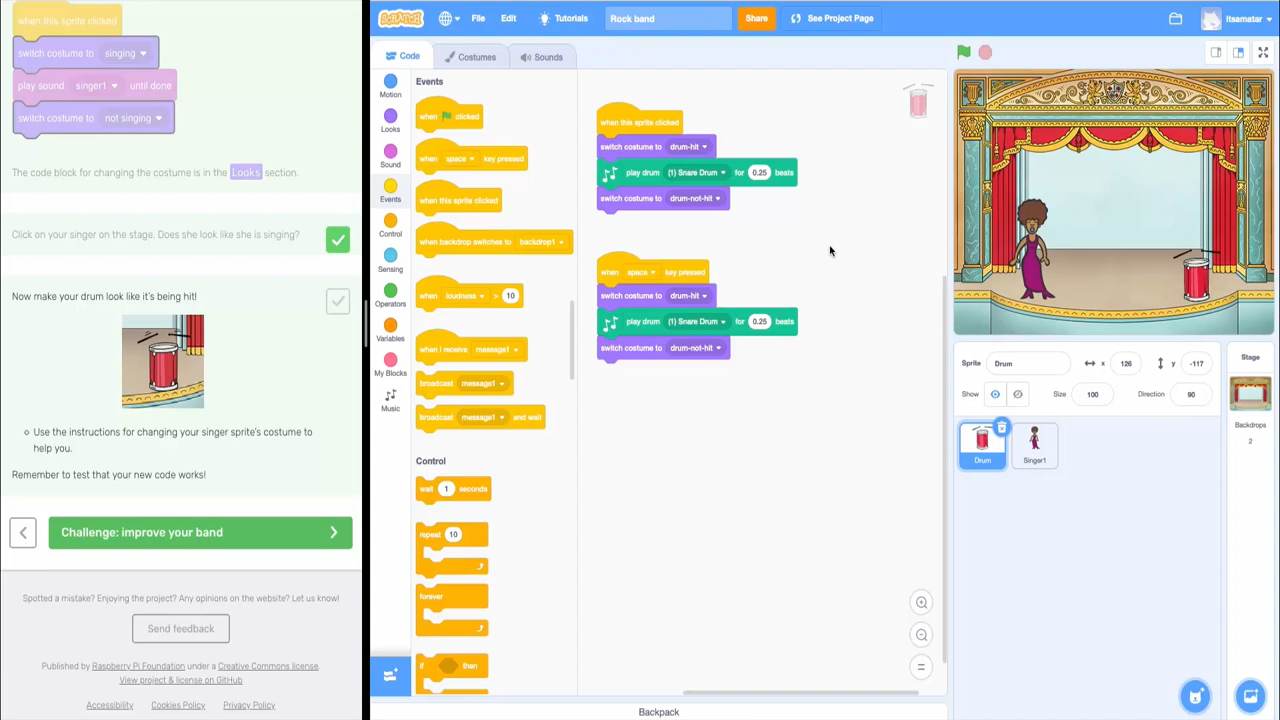 when this sprite clicked
switch costume to singing
play sound singer1 until done
switch costume to not singing
The code block for changing the costume is in the Looks section.
Click on your singer on the stage. Does she look like she is singing?
Now make your drum look like it's being hit!
Use the instructions for changing your singer sprite's costume to
help you.
Remember to test that your new code works!
Challenge: improve your band
Spotted a mistake? Enjoying the project? Any opinions on the website? Let us know!
Send feedback
Published by Raspberry Pi Foundation under a Creative Commons license.
View project & license on GitHub
Accessibility Cookies Policy Privacy Policy
SCRATCH File Edit Tutorials Rock band Share See Project Page itsamatar
Code Costumes Sounds
Motion
Looks
Sound
Events
Control
Sensing
Operators
Variables
My Blocks
Music
Events
when clicked
when space key pressed
when this sprite clicked
when backdrop switches to backdrop1
when loudness > 10
when I receive message1
broadcast message1
broadcast message1 and wait
Control
wait 1 seconds
repeat 10
forever
if then
when this sprite clicked
switch costume to drum-hit
play drum (1) Snare Drum for 0.25 beats
switch costume to drum-not-hit
when space key pressed
switch costume to drum-hit
play drum (1) Snare Drum for 0.25 beats
switch costume to drum-not-hit
Backpack
Sprite Drum x 126 y -117
Show Size 100 Direction 90
Drum
Singer1
Stage
Backdrops
2